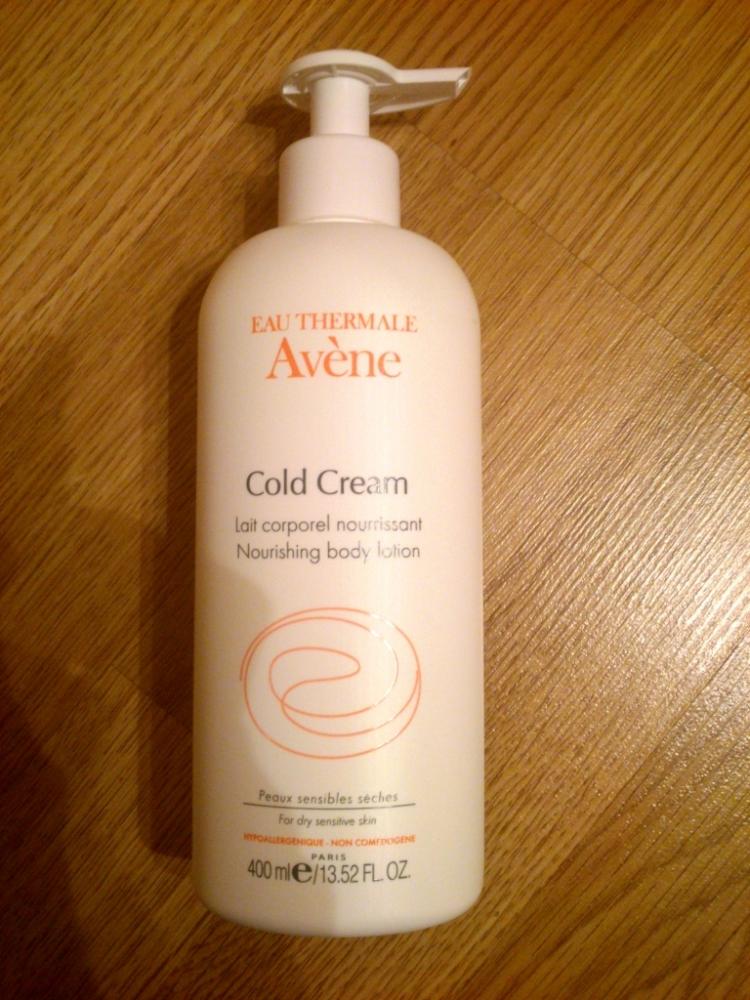 EAU THERMALE
Avène
Cold Cream
Lait corporel nourrissant
Nourishing body lotion
Peaux sensibles sèches
For dry sensitive skin
HYPOALLERGENIQUE - NON COMEDOGENE
PARIS
400 ml e/13.52 FL. OZ.